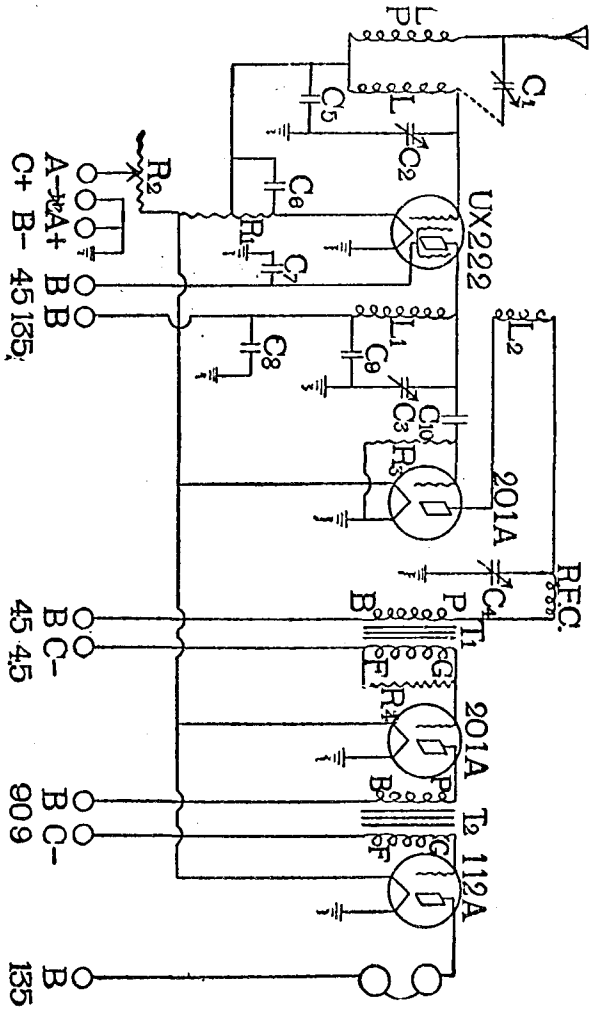 LP
C1
L
C5
C2
UX222
C6
R1
C7
R2
L1
C9
C8
C3
C10
R3
201A
L2
R.F.C.
C4
P
B
T1
G
F
R4
201A
P
B
T2
G
F
112A
A-
A+
C+
B-
B
45
B
135
B
45
C-
4.5
B
90
C-
9
B
135